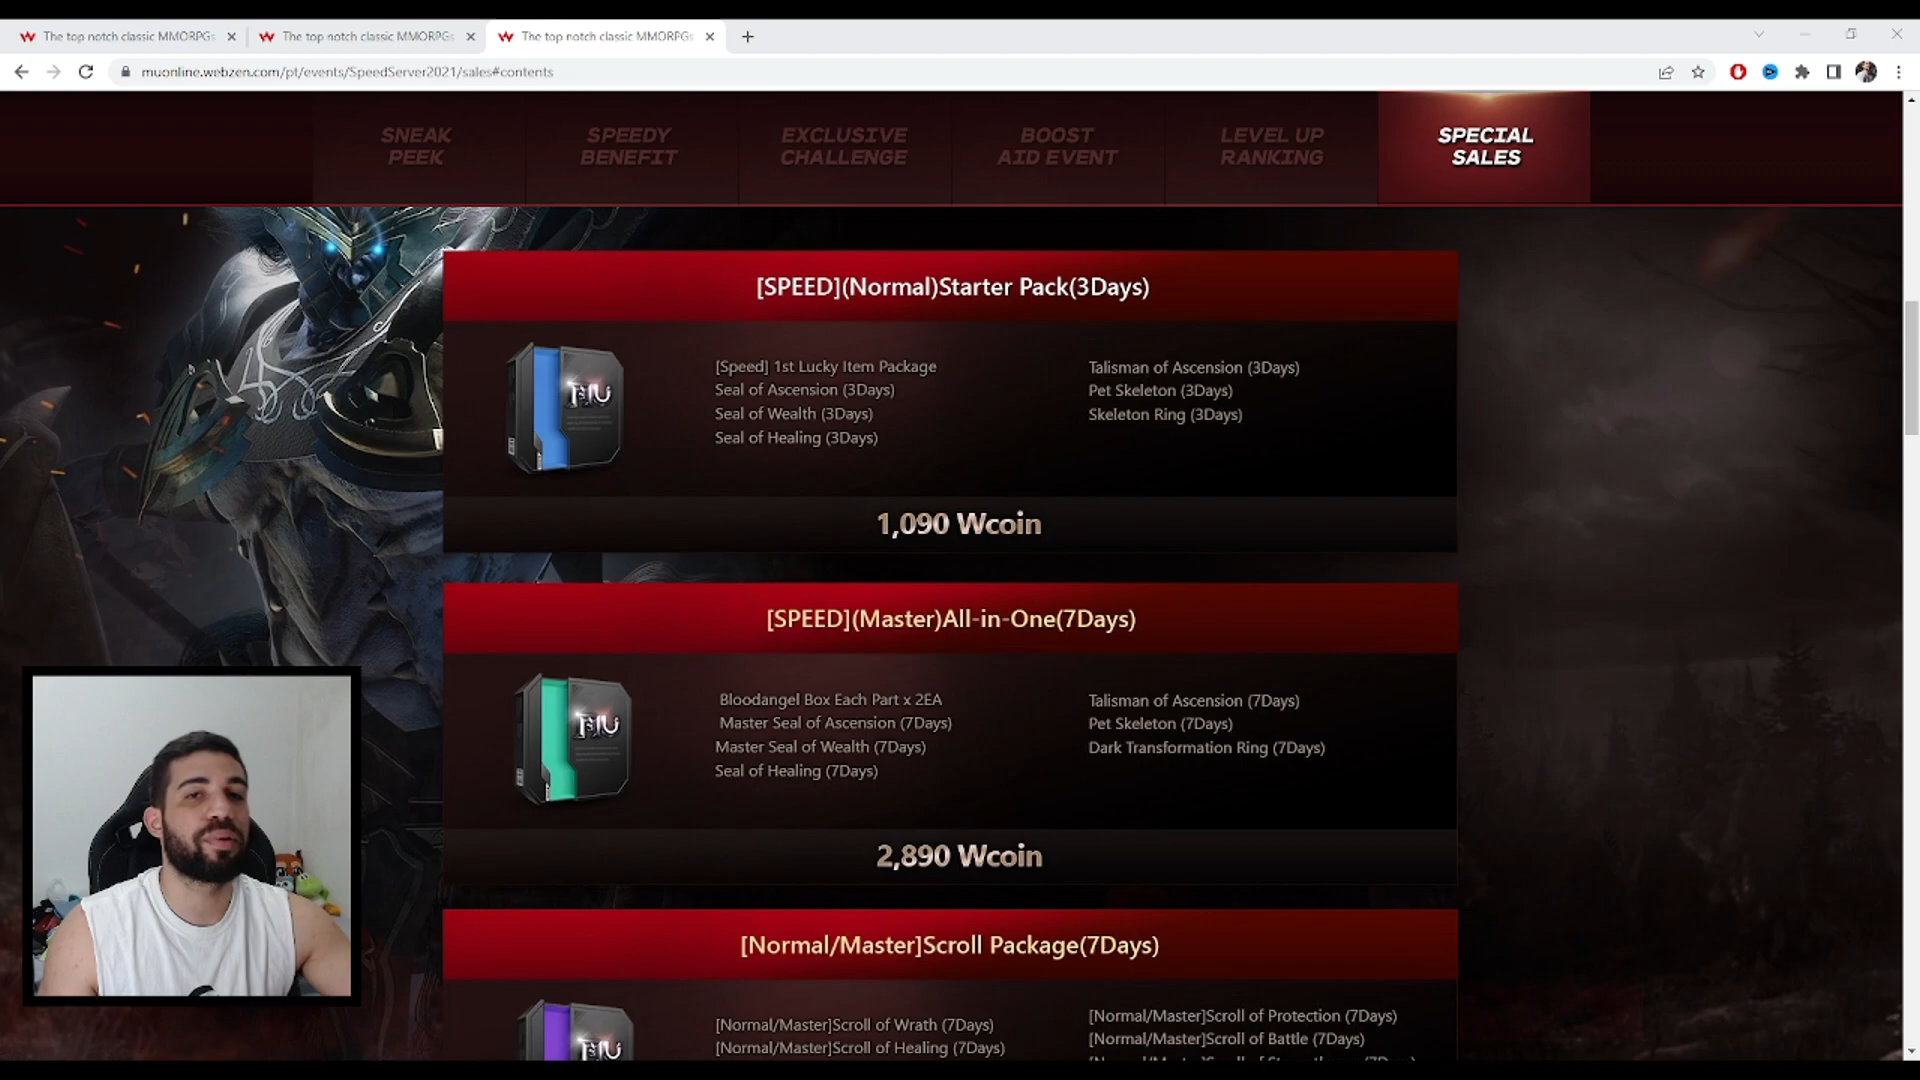 The top notch classic MMORPGs
The top notch classic MMORPGs
The top notch classic MMORPGs
muonline.webzen.com/pt/events/SpeedServer2021/sales#contents
SNEAK
PEEK
SPEEDY
BENEFIT
EXCLUSIVE
CHALLENGE
BOOST
AID EVENT
LEVEL UP
RANKING
SPECIAL
SALES
[SPEED](Normal)Starter Pack(3Days)
MU
[Speed] 1st Lucky Item Package
Seal of Ascension (3Days)
Seal of Wealth (3Days)
Seal of Healing (3Days)
Talisman of Ascension (3Days)
Pet Skeleton (3Days)
Skeleton Ring (3Days)
1,090 Wcoin
[SPEED](Master)All-in-One(7Days)
MU
Bloodangel Box Each Part x 2EA
Master Seal of Ascension (7Days)
Master Seal of Wealth (7Days)
Seal of Healing (7Days)
Talisman of Ascension (7Days)
Pet Skeleton (7Days)
Dark Transformation Ring (7Days)
2,890 Wcoin
[Normal/Master]Scroll Package(7Days)
MU
[Normal/Master]Scroll of Wrath (7Days)
[Normal/Master]Scroll of Healing (7Days)
[Normal/Master]Scroll of Protection (7Days)
[Normal/Master]Scroll of Battle (7Days)